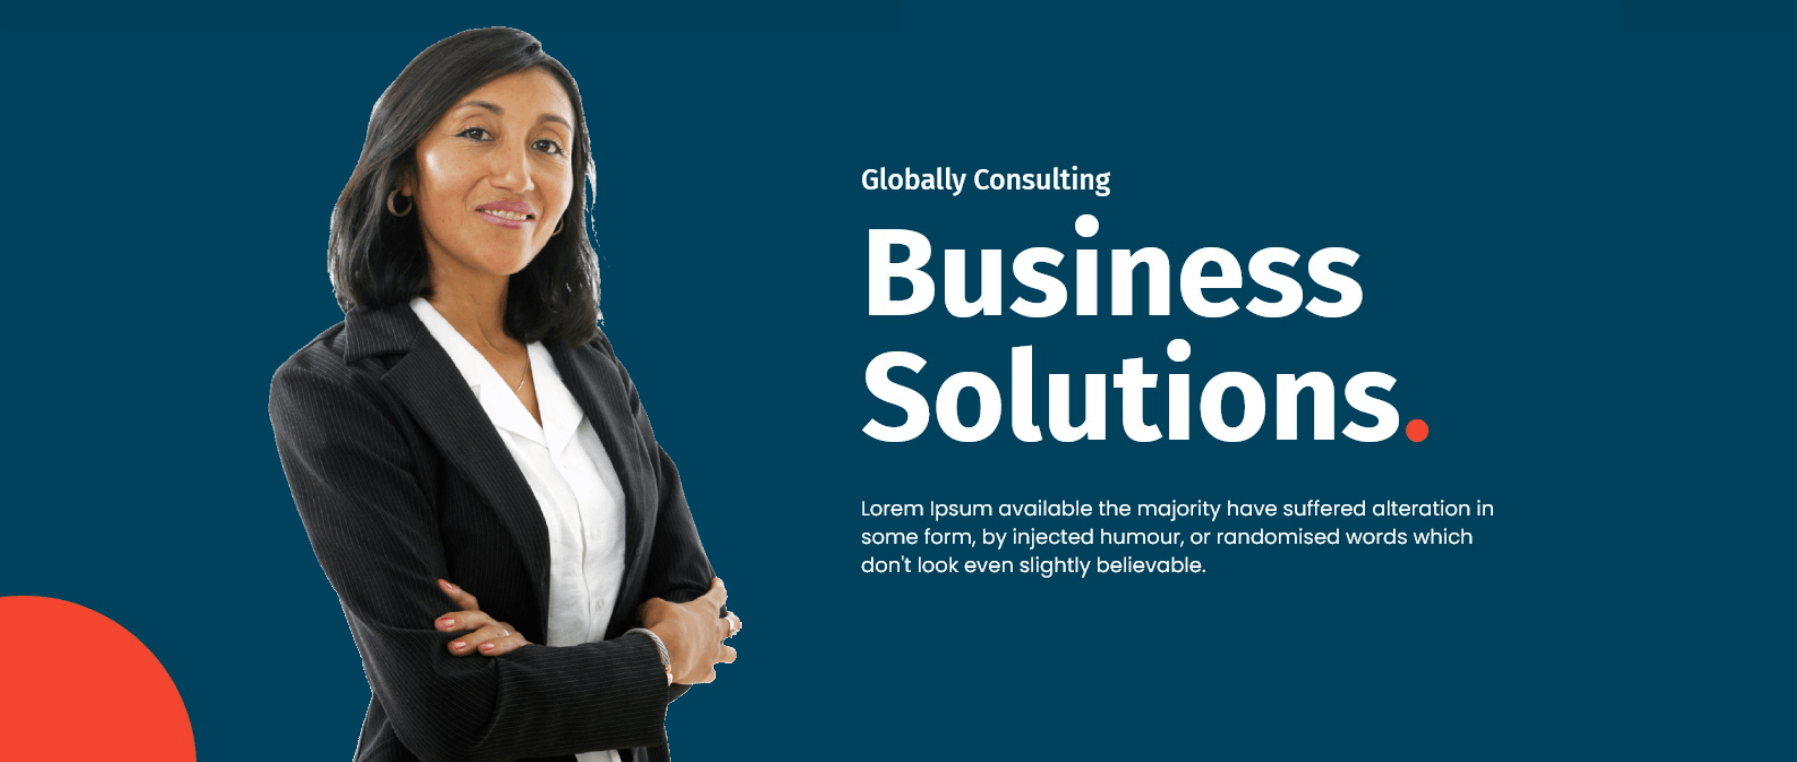 Globally Consulting
Business
Solutions.
Lorem Ipsum available the majority have suffered alteration in
some form, by injected humour, or randomised words which
don't look even slightly believable.